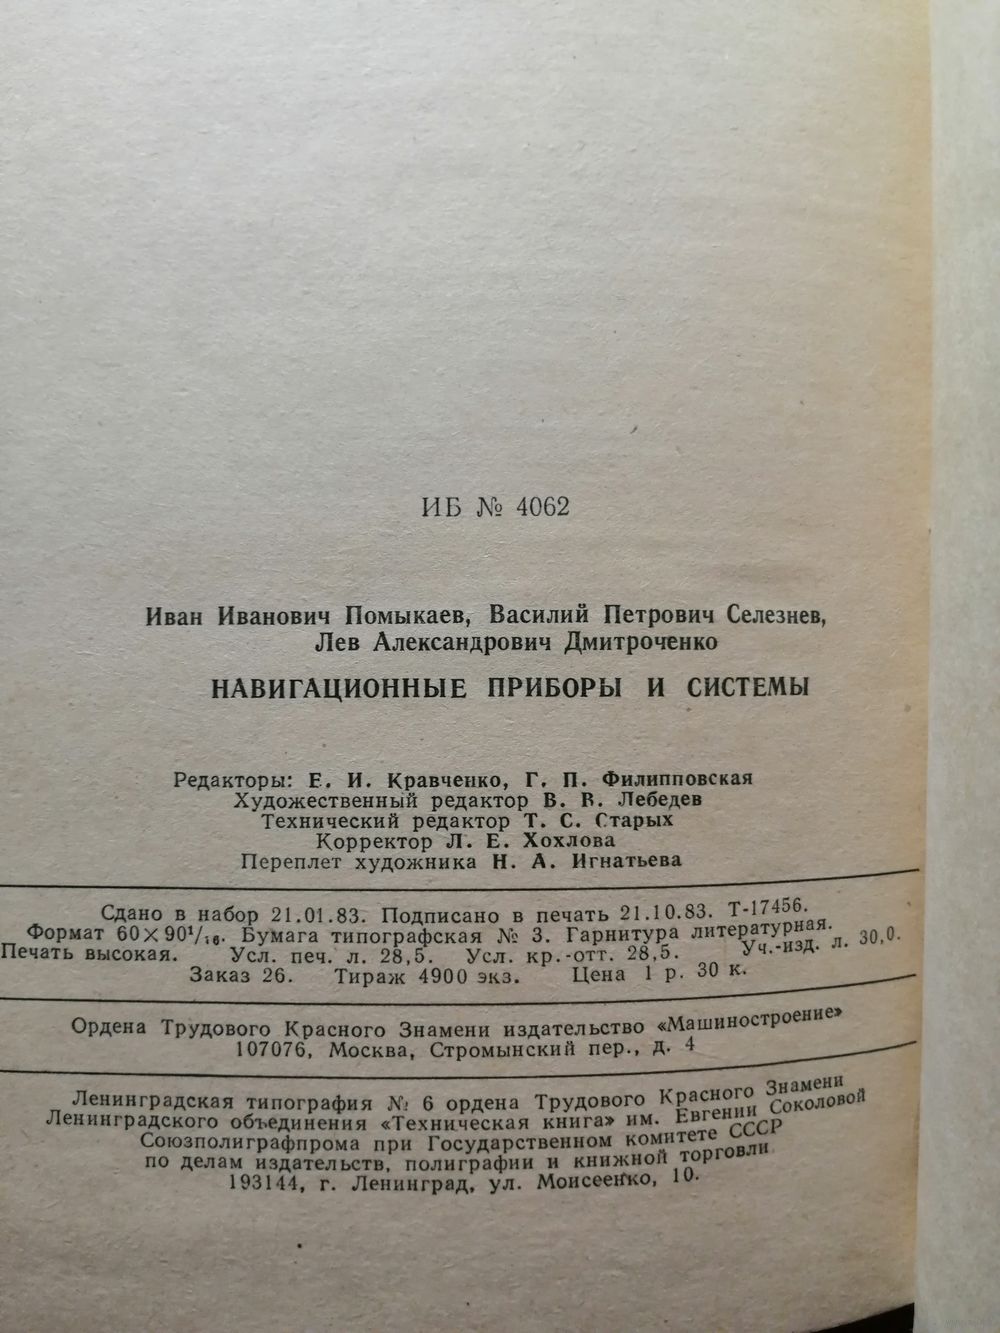 ИБ № 4062
Иван Иванович Помыкаев, Василий Петрович Селезнев,
Лев Александрович Дмитроченко
НАВИГАЦИОННЫЕ ПРИБОРЫ И СИСТЕМЫ
Редакторы: Е. И. Кравченко, Г. П. Филипповская
Художественный редактор В. В. Лебедев
Технический редактор Т. С. Старых
Корректор Л. Е. Хохлова
Переплет художника Н. А. Игнатьева
Сдано в набор 21.01.83. Подписано в печать 21.10.83. Т-17456.
Формат 60×90¹/₁₆. Бумага типографская № 3. Гарнитура литературная.
Печать высокая. Усл. печ. л. 28,5. Усл. кр.-отт. 28,5. Уч.-изд. л. 30,0.
Заказ 26. Тираж 4900 экз. Цена 1 р. 30 к.
Ордена Трудового Красного Знамени издательство «Машиностроение»
107076, Москва, Стромынский пер., д. 4
Ленинградская типография № 6 ордена Трудового Красного Знамени
Ленинградского объединения «Техническая книга» им. Евгении Соколовой
Союзполиграфпрома при Государственном комитете СССР
по делам издательств, полиграфии и книжной торговли
193144, г. Ленинград, ул. Моисеенко, 10.